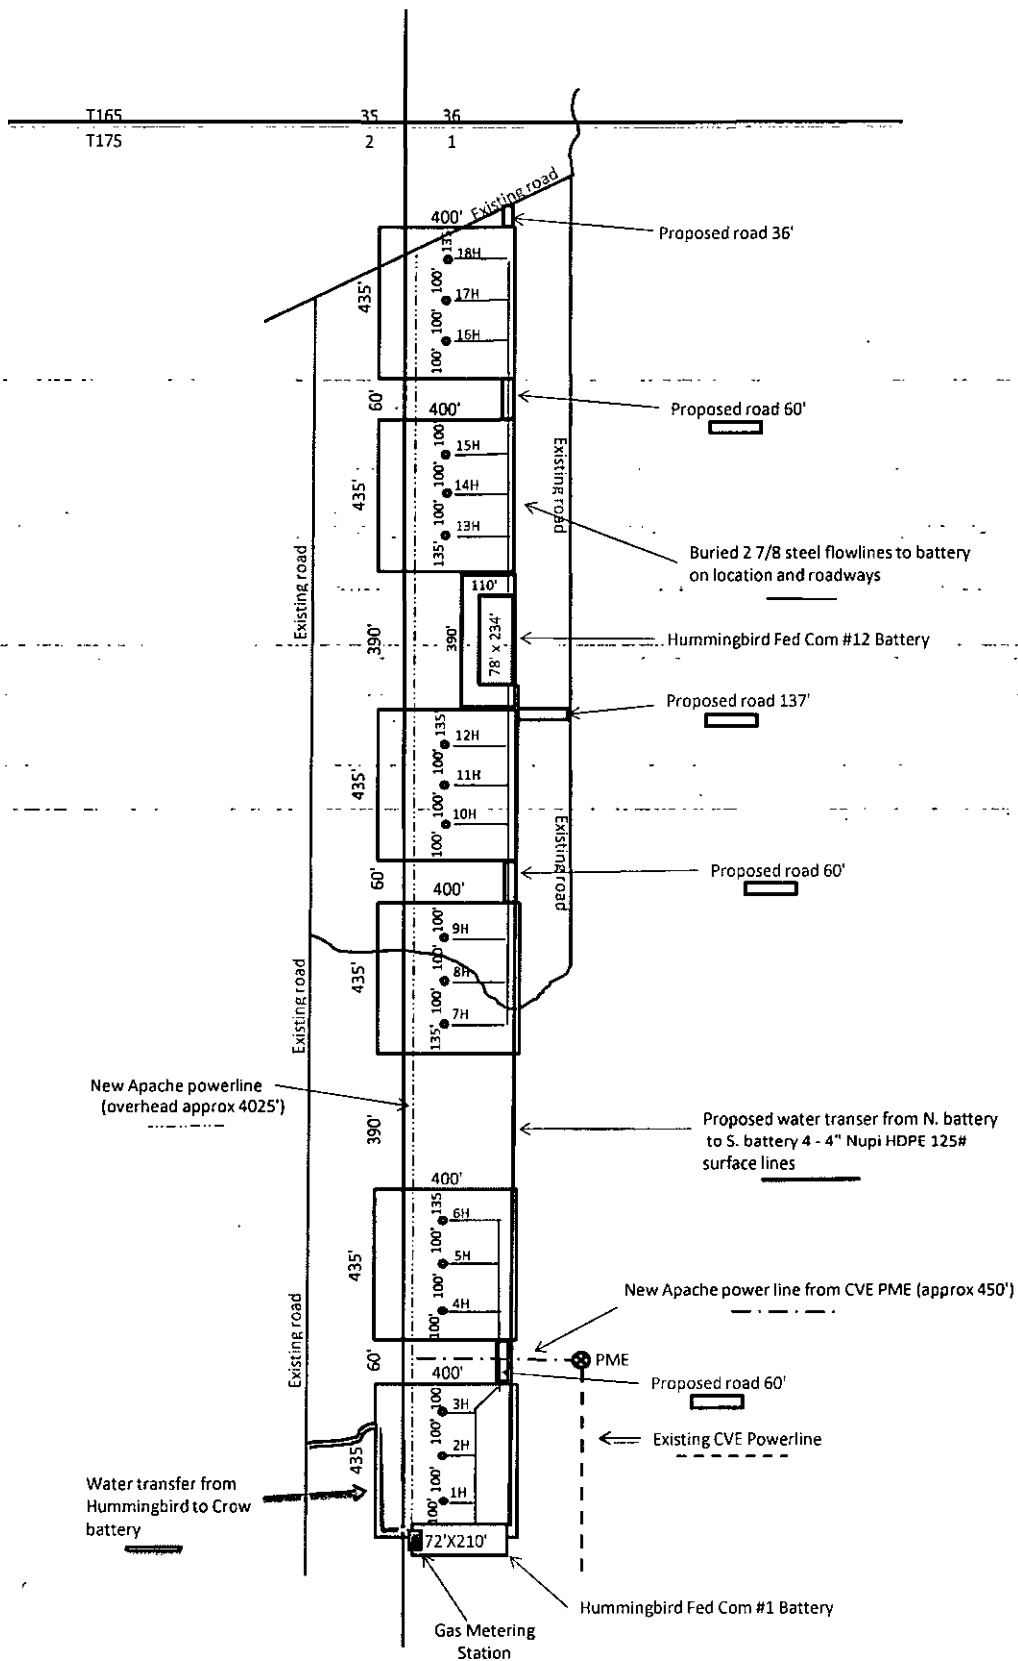 T165 35 36
T175 2 1
Existing road
400'
Proposed road 36'
135'
18H
100'
17H
435'
100'
16H
100'
60'
400'
Proposed road 60'
100'
15H
100'
14H
435'
100'
13H
135'
Existing road
Buried 2 7/8 steel flowlines to battery
on location and roadways
Existing road
110'
390'
390'
78' x 234'
Hummingbird Fed Com #12 Battery
Proposed road 137'
135'
12H
100'
11H
435'
100'
10H
100'
Existing road
60'
400'
Proposed road 60'
100'
9H
100'
8H
435'
100'
7H
135'
Existing road
New Apache powerline
(overhead approx 4025')
390'
Proposed water transer from N. battery
to S. battery 4 - 4" Nupi HDPE 125#
surface lines
400'
135
6H
100'
5H
435'
100'
4H
100'
Existing road
New Apache power line from CVE PME (approx 450')
PME
60'
400'
Proposed road 60'
100
3H
100'
2H
435
100'
1H
100'
Existing CVE Powerline
Water transfer from
Hummingbird to Crow
battery
72'X210'
Hummingbird Fed Com #1 Battery
Gas Metering
Station